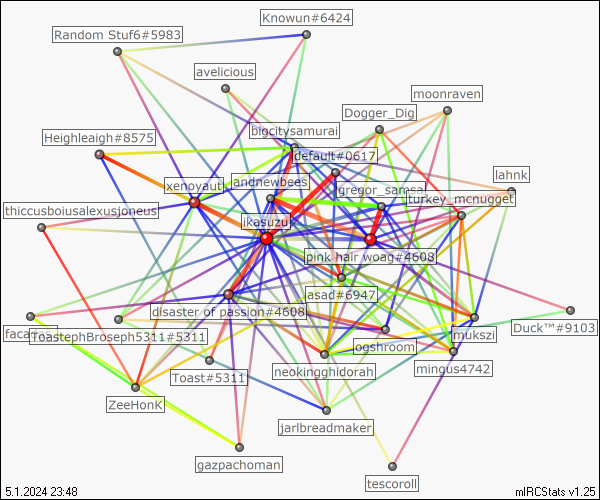 Knowun#6424
Random Stuf6#5983
avelicious
moonraven
Dogger_Dig
bigcitysamurai
Heighleaigh#8575
default#0617
lahnk
andnewbees
xenoyaut
gregor_samsa
turkey_mcnugget
thiccusboiusalexusjoneus
ikasuzu
pink hair woag#4608
asad#6947
disaster of passion#4608
Duck™#9103
ToastephBroseph5311#5311
mukszi
ogshroom
neokingghidorah
mingus4742
Toast#5311
ZeeHonK
jarlbreadmaker
gazpachoman
tescoroll
5.1.2024 23:48
mIRCStats v1.25